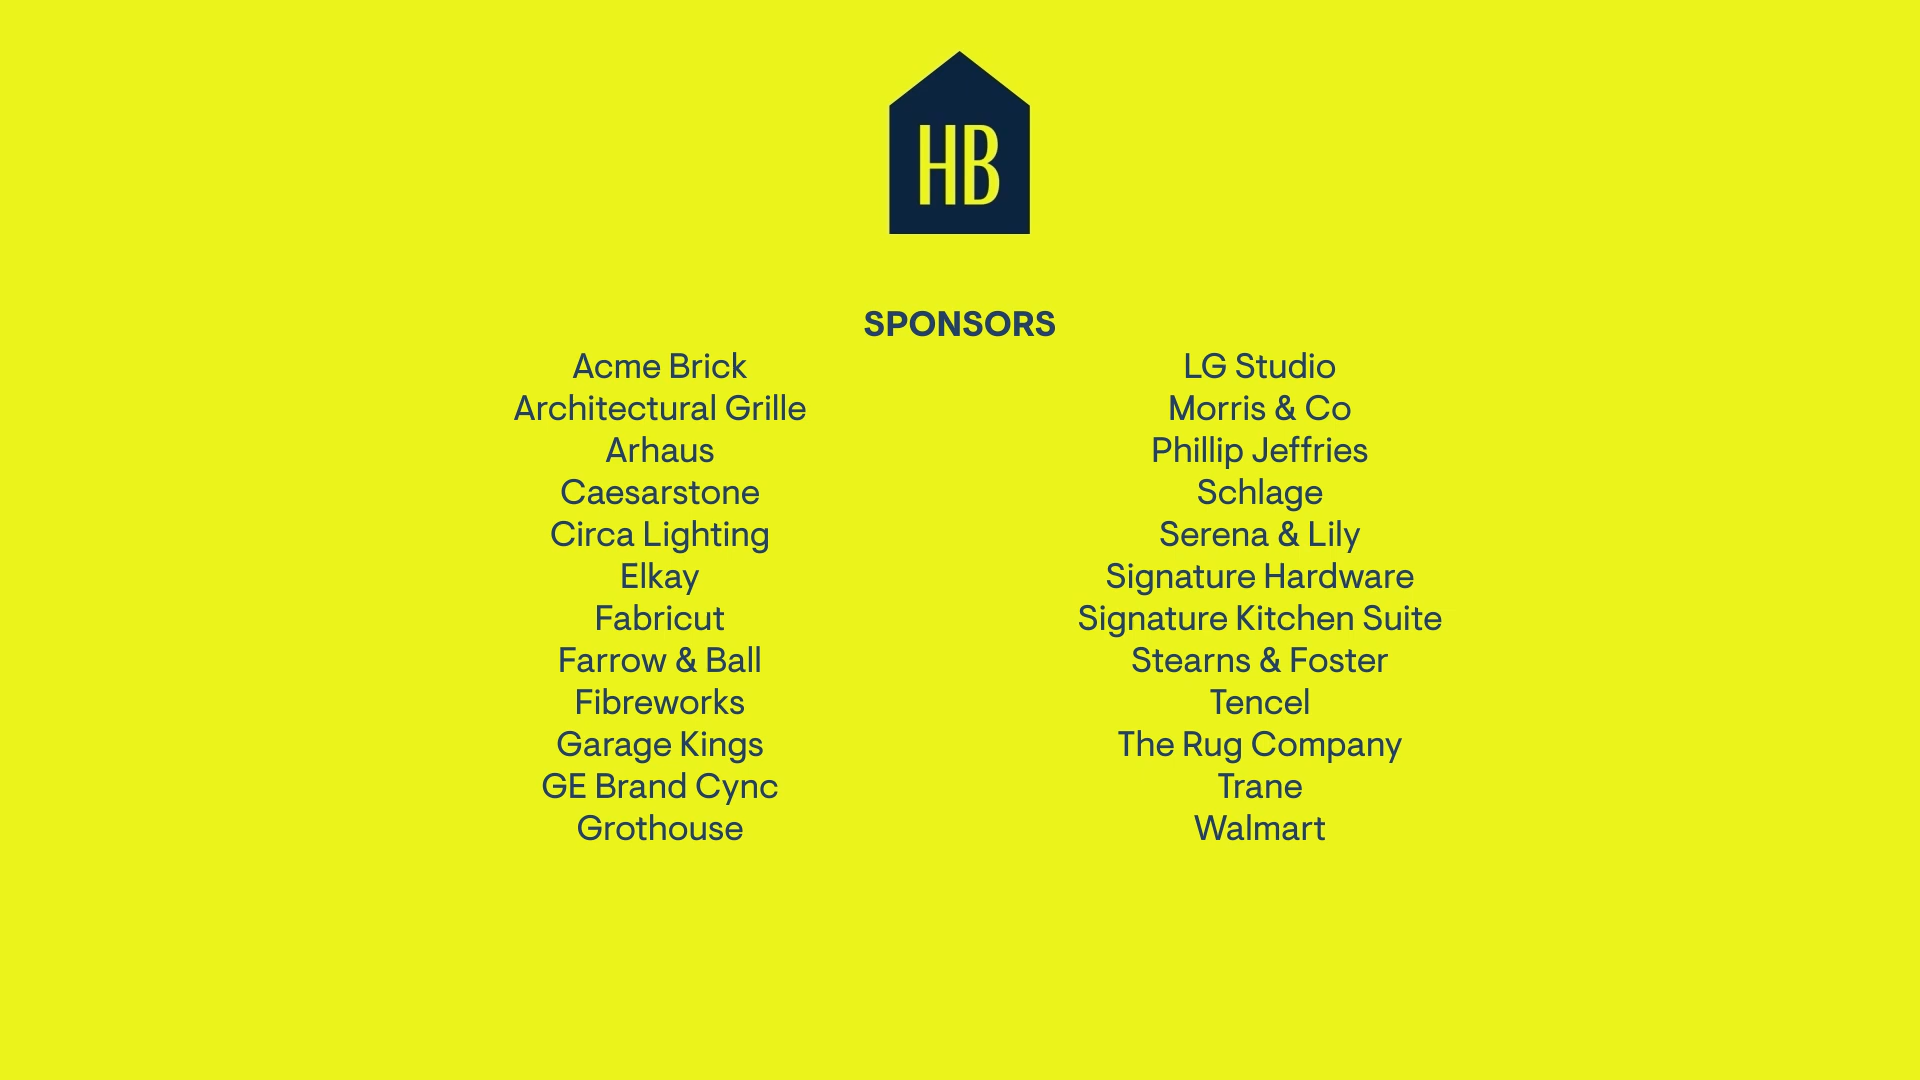 HB
SPONSORS
Acme Brick
Architectural Grille
Arhaus
Caesarstone
Circa Lighting
Elkay
Fabricut
Farrow & Ball
Fibreworks
Garage Kings
GE Brand Cync
Grothouse
LG Studio
Morris & Co
Phillip Jeffries
Schlage
Serena & Lily
Signature Hardware
Signature Kitchen Suite
Stearns & Foster
Tencel
The Rug Company
Trane
Walmart